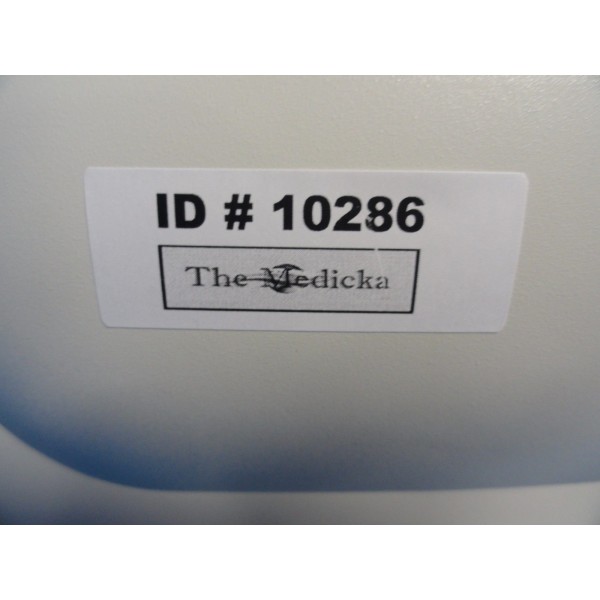 ID # 10286
The Medicka